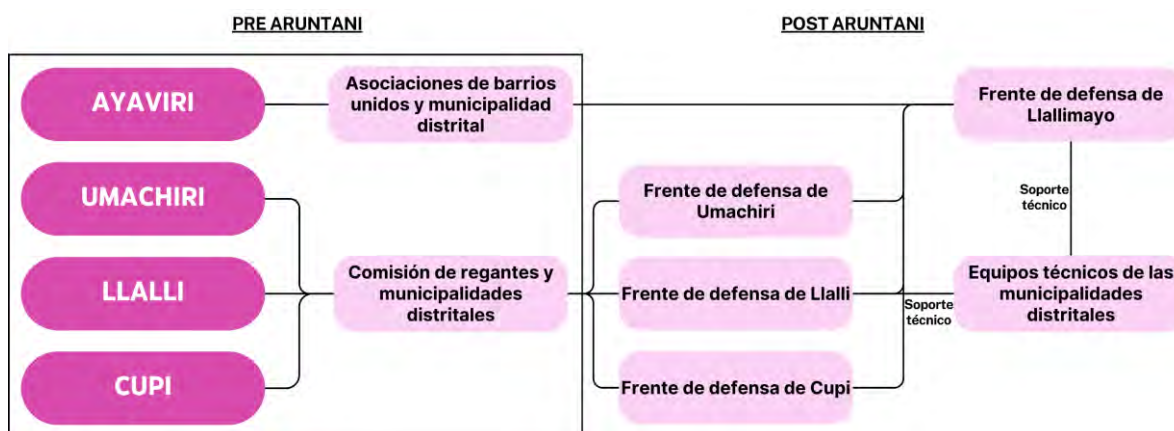 PRE ARUNTANI
POST ARUNTANI
AYAVIRI
Asociaciones de barrios
unidos y municipalidad
distrital
Frente de defensa de
Llallimayo
UMACHIRI
Frente de defensa de
Umachiri
Soporte
técnico
LLALLI
Comisión de regantes y
municipalidades
distritales
Frente de defensa de Llalli
Soporte
técnico
Equipos técnicos de las
municipalidades
distritales
CUPI
Frente de defensa de Cupi